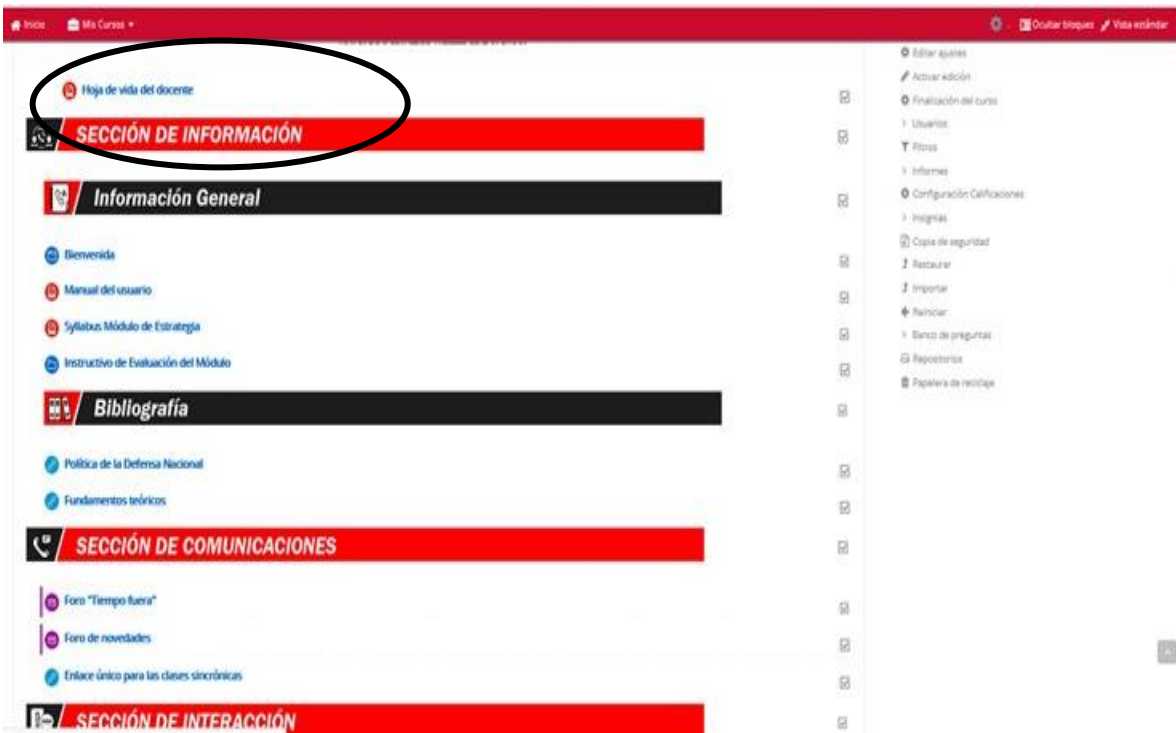 Inicio Mis Cursos
Ocultar bloques Vista estándar
Hoja de vida del docente
SECCIÓN DE INFORMACIÓN
Información General
Bienvenida
Manual del usuario
Syllabus Módulo de Estrategia
Instructivo de Evaluación del Módulo
Bibliografía
Política de la Defensa Nacional
Fundamentos teóricos
SECCIÓN DE COMUNICACIONES
Foro "Tiempo fuera"
Foro de novedades
Enlace único para las clases sincrónicas
SECCIÓN DE INTERACCIÓN
Editar ajustes
Activar edición
Finalización del curso
Usuarios
Filtros
Informes
Configuración Calificaciones
Insignias
Copia de seguridad
Restaurar
Importar
Reiniciar
Banco de preguntas
Repositorios
Papelera de reciclaje